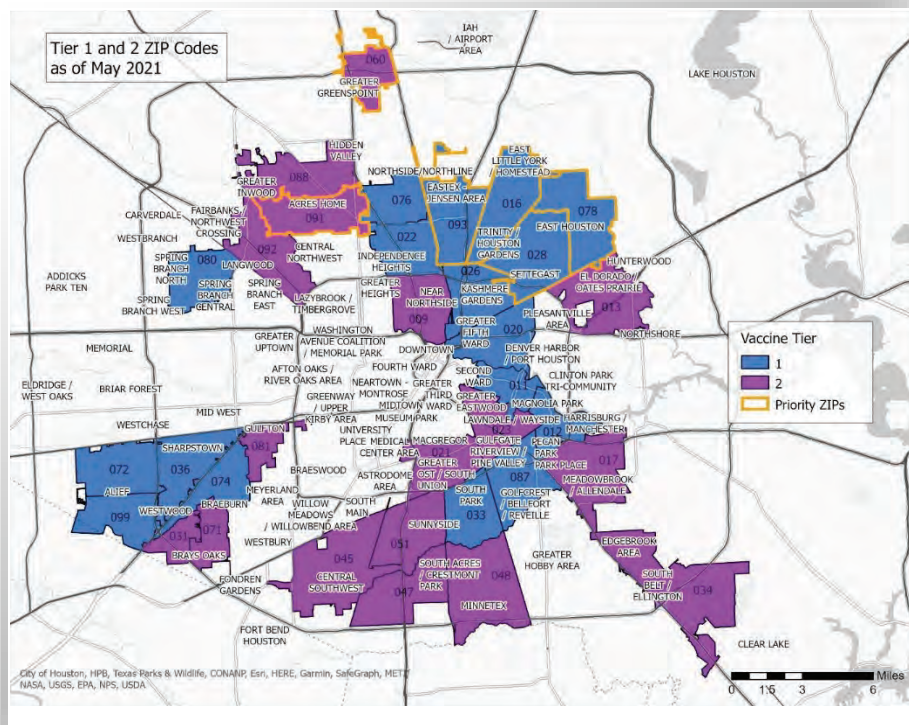 Tier 1 and 2 ZIP Codes
as of May 2021
IAH
/ AIRPORT
AREA
LAKE HOUSTON
060
GREATER
GREENSPOINT
HIDDEN
VALLEY
088
GREATER
INWOOD
ACRES HOME
091
NORTHSIDE/NORTHLINE
EAST
LITTLE YORK
/ HOMESTEAD
EASTEX -
JENSEN AREA
076
016
078
093
022
CARVERDALE
FAIRBANKS /
NORTHWEST
CROSSING
WESTBRANCH
092
CENTRAL
NORTHWEST
TRINITY /
HOUSTON
GARDENS
EAST HOUSTON
028
INDEPENDENCE
HEIGHTS
026
SETTEGAST
HUNTERWOOD
080
SPRING
BRANCH
NORTH
LANGWOOD
ADDICKS
PARK TEN
SPRING
BRANCH
CENTRAL
SPRING
BRANCH
EAST
SPRING
BRANCH WEST
LAZYBROOK /
TIMBERGROVE
GREATER
HEIGHTS
NEAR
NORTHSIDE
009
KASHMERE
GARDENS
EL DORADO /
OATES PRAIRIE
013
PLEASANTVILLE
AREA
NORTHSHORE
GREATER
FIFTH
WARD
020
MEMORIAL
GREATER
UPTOWN
WASHINGTON
AVENUE COALITION
/ MEMORIAL PARK
DOWNTOWN
DENVER HARBOR
/ PORT HOUSTON
Vaccine Tier
1
2
Priority ZIPs
ELDRIDGE /
WEST OAKS
BRIAR FOREST
AFTON OAKS /
RIVER OAKS AREA
FOURTH WARD
SECOND
WARD
011
CLINTON PARK
TRI-COMMUNITY
GREENWAY /
UPPER
KIRBY AREA
NEARTOWN -
MONTROSE
MIDTOWN
GREATER
THIRD
WARD
GREATER
EASTWOOD
MAGNOLIA PARK
MID WEST
WESTCHASE
MUSEUM PARK
LAWNDALE / WAYSIDE
023
HARRISBURG /
MANCHESTER
012
GULFTON
081
UNIVERSITY
PLACE
MEDICAL
CENTER AREA
MACGREGOR
021
GULFGATE
RIVERVIEW /
PINE VALLEY
PECAN
PARK
PARK PLACE
017
SHARPSTOWN
072
036
074
BRAESWOOD
ASTRODOME
AREA
GREATER
OST / SOUTH
UNION
MEADOWBROOK
/ ALLENDALE
ALIEF
099
WESTWOOD
BRAEBURN
MEYERLAND
AREA
WILLOW
MEADOWS
/ WILLOWBEND AREA
SOUTH
MAIN
SOUTH
PARK
033
087
GOLFCREST
/ BELFORT
/ REVEILLE
031
071
BRAYS OAKS
WESTBURY
SUNNYSIDE
EDGEBROOK
AREA
045
051
CENTRAL
SOUTHWEST
047
SOUTH ACRES
/ CRESTMONT
PARK
048
MINNETEX
GREATER
HOBBY AREA
SOUTH
BELT /
ELLINGTON
034
FONDREN
GARDENS
FORT BEND
HOUSTON
CLEAR LAKE
City of Houston, HPB, Texas Parks & Wildlife, CONANP, Esri, HERE, Garmin, SafeGraph, METI/
NASA, USGS, EPA, NPS, USDA
Miles
0 1.5 3 6